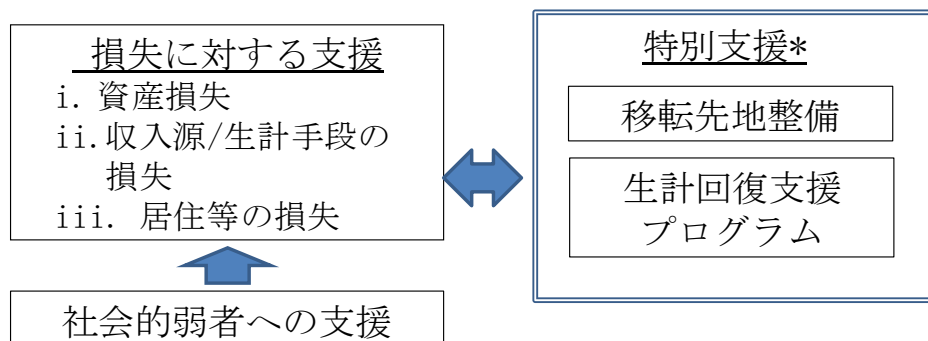 損失に対する支援
i. 資産損失
ii. 収入源/生計手段の
損失
iii. 居住等の損失
社会的弱者への支援
特別支援*
移転先地整備
生計回復支援
プログラム